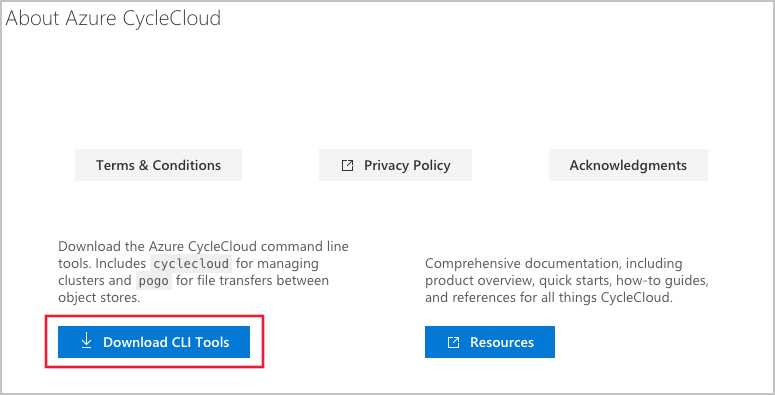 About Azure CycleCloud
Terms & Conditions
Privacy Policy
Acknowledgments
Download the Azure CycleCloud command line
tools. Includes cyclecloud for managing
clusters and pogo for file transfers between
object stores.
Download CLI Tools
Comprehensive documentation, including
product overview, quick starts, how-to guides,
and references for all things CycleCloud.
Resources